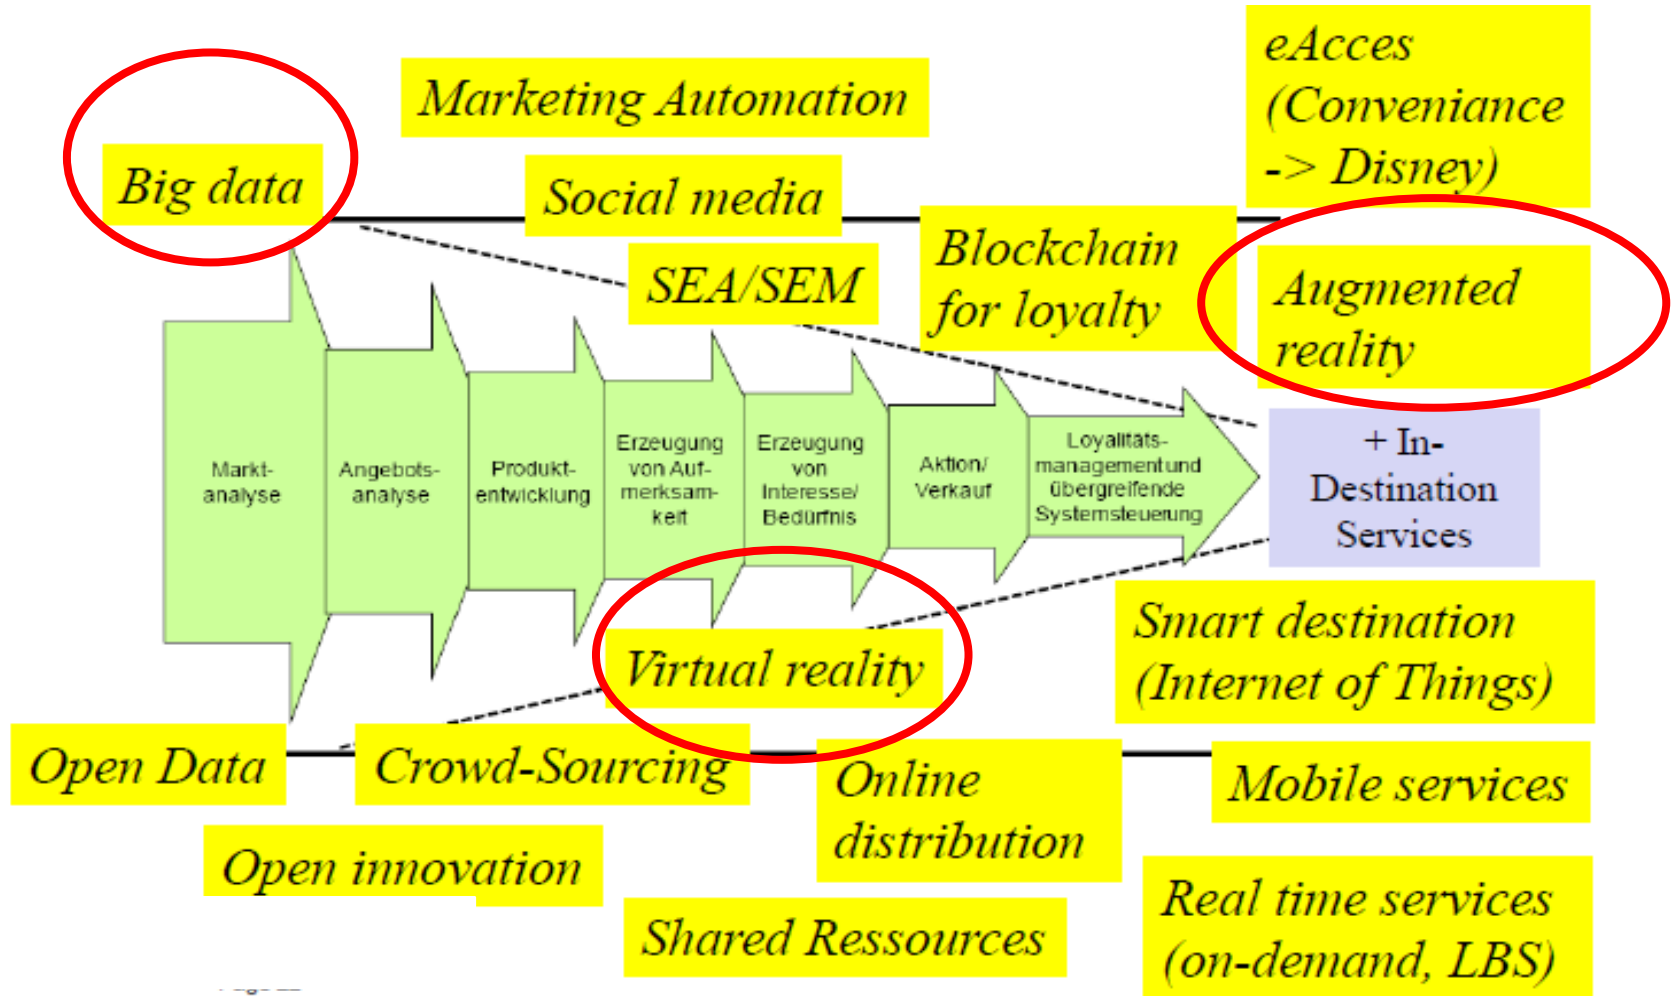 eAcces
(Conveniance
-> Disney)
Marketing Automation
Big data
Social media
Blockchain
for loyalty
SEA/SEM
Augmented
reality
Markt-
analyse
Angebots-
analyse
Produkt-
entwicklung
Erzeugung
von Auf-
merksam-
keit
Erzeugung
von
Interesse/
Bedürfnis
Aktion/
Verkauf
Loyalitäts-
management und
übergreifende
Systemsteuerung
+ In-
Destination
Services
Virtual reality
Smart destination
(Internet of Things)
Open Data
Crowd-Sourcing
Online
distribution
Mobile services
Open innovation
Shared Ressources
Real time services
(on-demand, LBS)